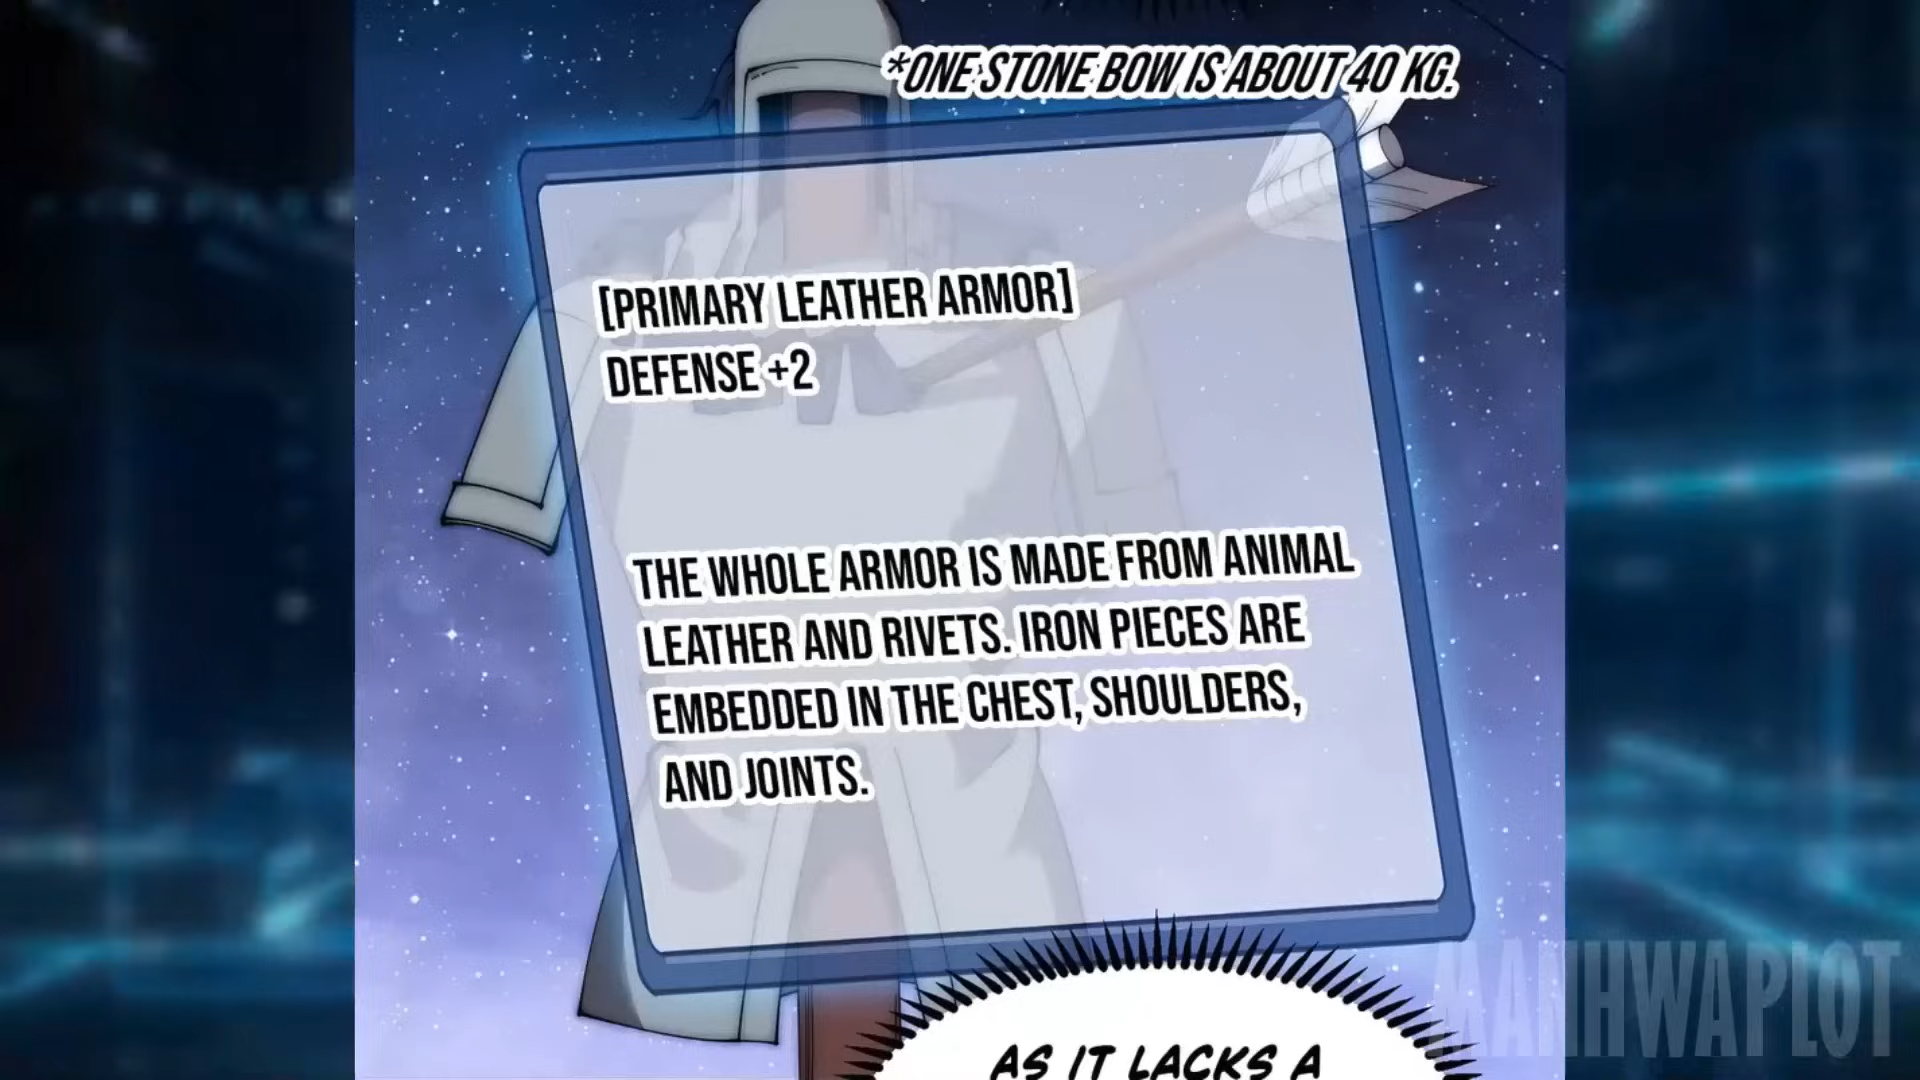 *ONE STONE BOW IS ABOUT 40 KG.
[PRIMARY LEATHER ARMOR]
DEFENSE +2
THE WHOLE ARMOR IS MADE FROM ANIMAL
LEATHER AND RIVETS. IRON PIECES ARE
EMBEDDED IN THE CHEST, SHOULDERS,
AND JOINTS.
AS IT LACKS A
MANHWAPLOT